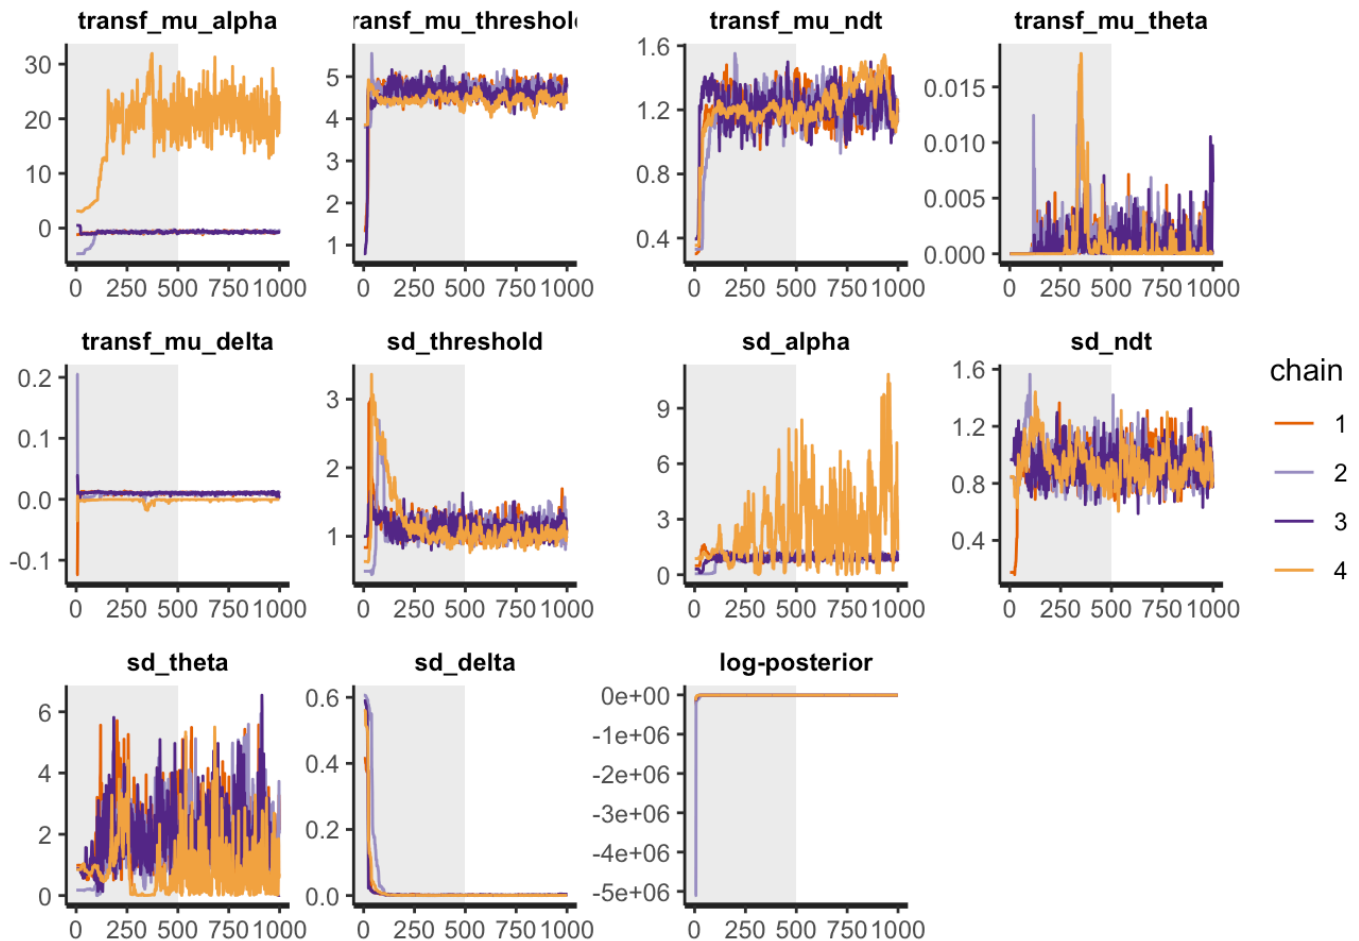 transf_mu_alpha
ransf_mu_threshol
transf_mu_ndt
transf_mu_theta
30
20
10
0
0 250 500 750 1000
5
4
3
2
1
0 250 500 750 1000
1.6
1.2
0.8
0.4
0 250 500 750 1000
0.015
0.010
0.005
0.000
0 250 500 750 1000
transf_mu_delta
sd_threshold
sd_alpha
sd_ndt
0.2
0.1
0.0
-0.1
0 250 500 750 1000
3
2
1
0 250 500 750 1000
9
6
3
0
0 250 500 750 1000
1.6
1.2
0.8
0.4
0 250 500 750 1000
chain
1
2
3
4
sd_theta
sd_delta
log-posterior
6
4
2
0
0 250 500 750 1000
0.6
0.4
0.2
0.0
0 250 500 750 1000
0e+00
-1e+06
-2e+06
-3e+06
-4e+06
-5e+06
0 250 500 750 1000